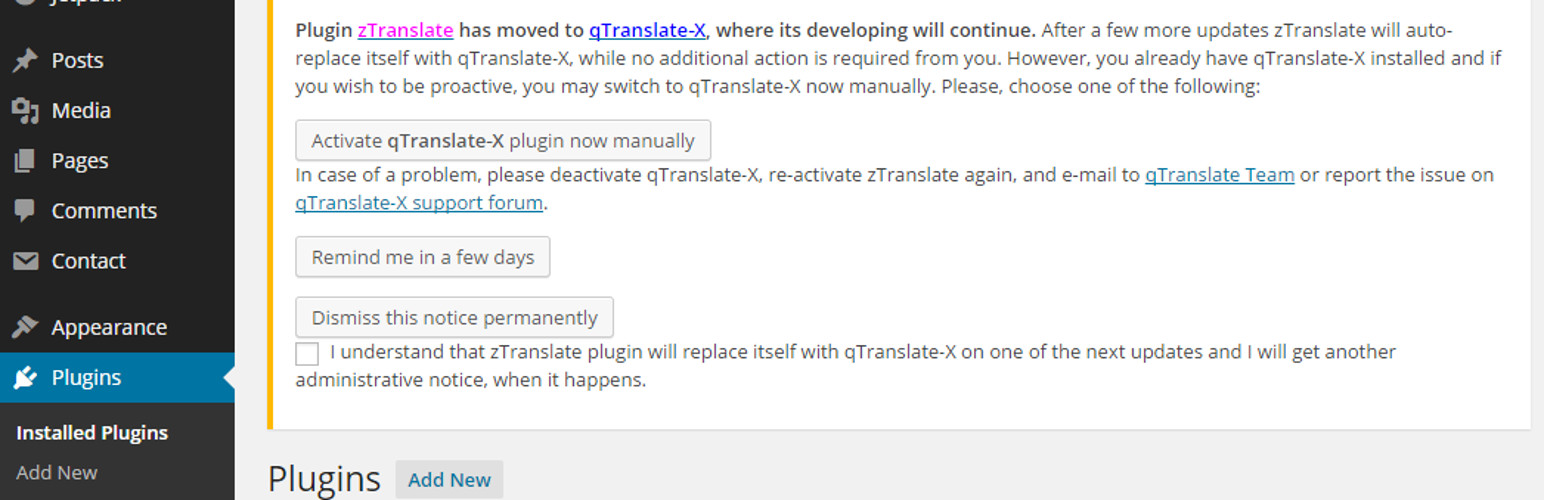 Jetpack
Posts
Media
Pages
Comments
Contact
Appearance
Plugins
Installed Plugins
Add New
Plugin zTranslate has moved to qTranslate-X, where its developing will continue. After a few more updates zTranslate will auto-
replace itself with qTranslate-X, while no additional action is required from you. However, you already have qTranslate-X installed and if
you wish to be proactive, you may switch to qTranslate-X now manually. Please, choose one of the following:
Activate qTranslate-X plugin now manually
In case of a problem, please deactivate qTranslate-X, re-activate zTranslate again, and e-mail to qTranslate Team or report the issue on
qTranslate-X support forum.
Remind me in a few days
Dismiss this notice permanently
I understand that zTranslate plugin will replace itself with qTranslate-X on one of the next updates and I will get another
administrative notice, when it happens.
Plugins Add New